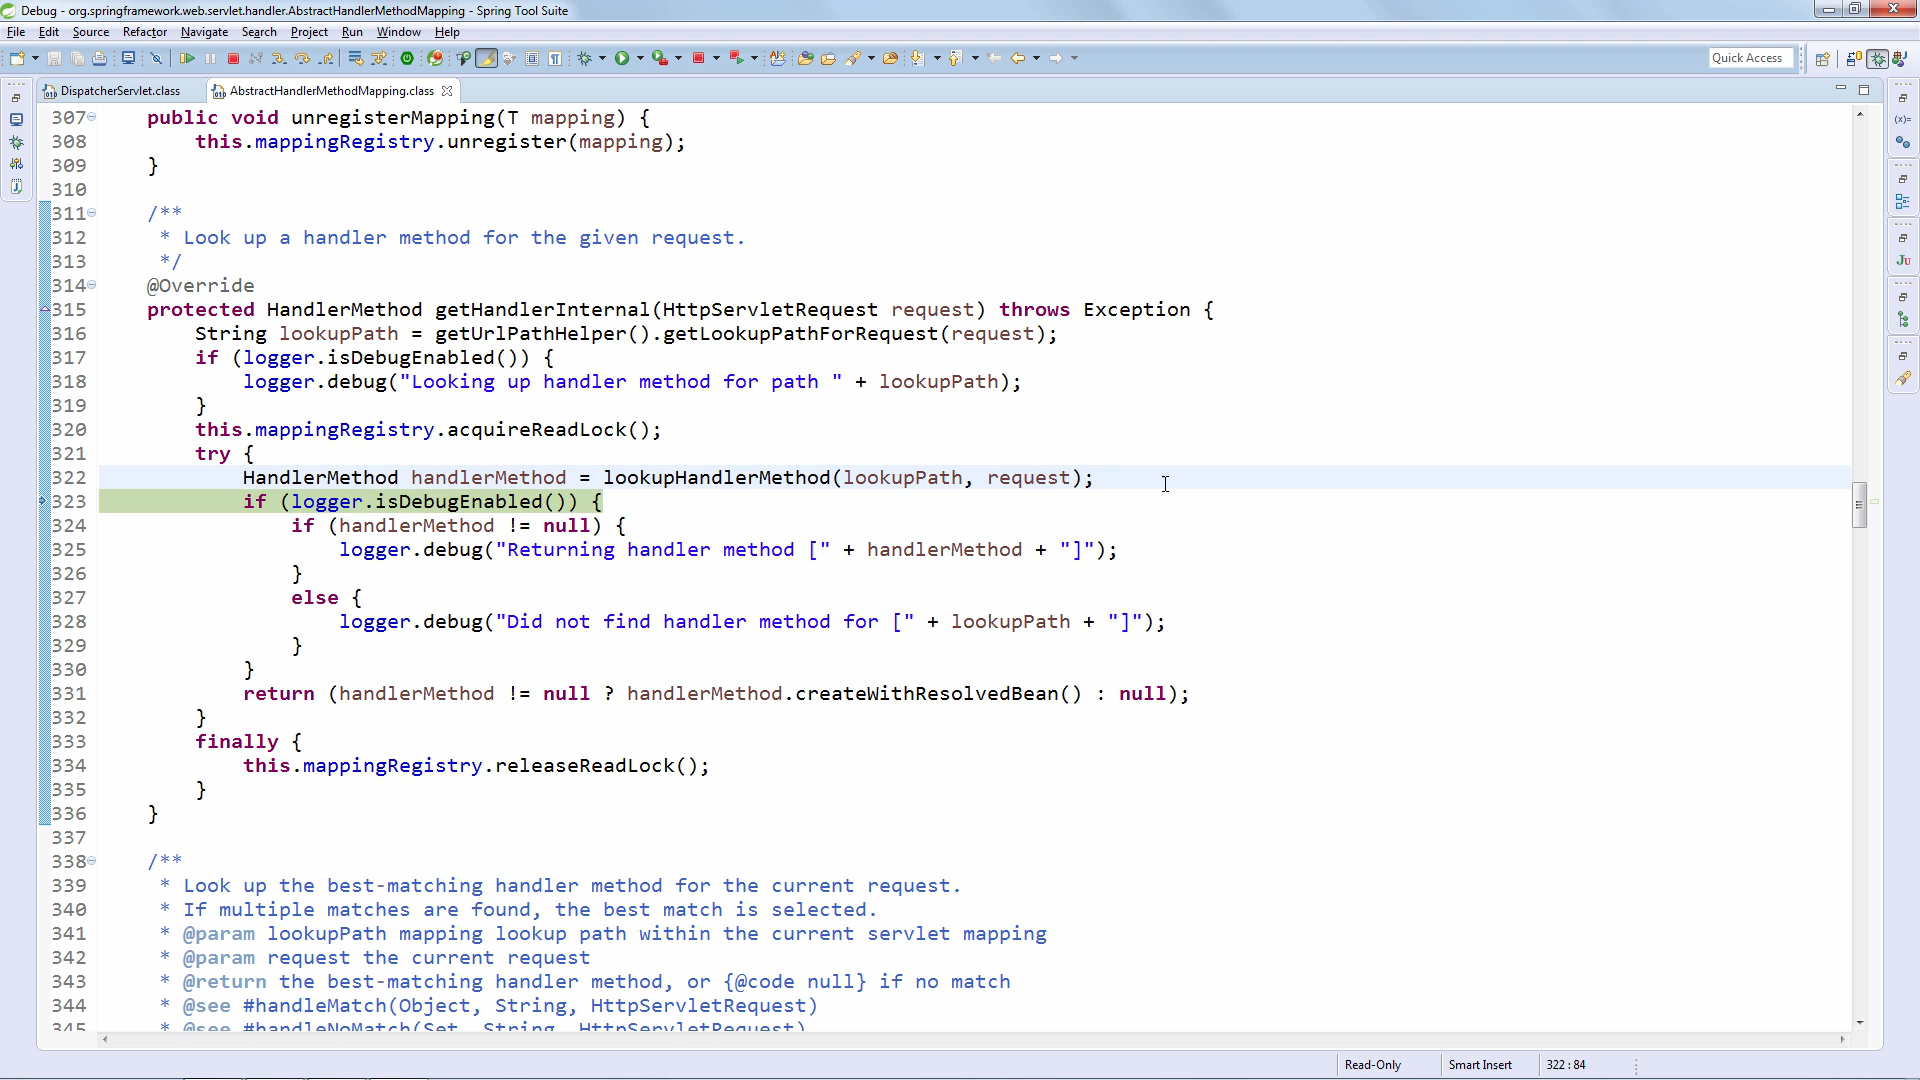 Debug - org.springframework.web.servlet.handler.AbstractHandlerMethodMapping - Spring Tool Suite
File Edit Source Refactor Navigate Search Project Run Window Help
Quick Access
DispatcherServlet.class AbstractHandlerMethodMapping.class
307 public void unregisterMapping(T mapping) {
308 this.mappingRegistry.unregister(mapping);
309 }
310
311 /**
312 * Look up a handler method for the given request.
313 */
314 @Override
315 protected HandlerMethod getHandlerInternal(HttpServletRequest request) throws Exception {
316 String lookupPath = getUrlPathHelper().getLookupPathForRequest(request);
317 if (logger.isDebugEnabled()) {
318 logger.debug("Looking up handler method for path " + lookupPath);
319 }
320 this.mappingRegistry.acquireReadLock();
321 try {
322 HandlerMethod handlerMethod = lookupHandlerMethod(lookupPath, request);
323 if (logger.isDebugEnabled()) {
324 if (handlerMethod != null) {
325 logger.debug("Returning handler method [" + handlerMethod + "]");
326 }
327 else {
328 logger.debug("Did not find handler method for [" + lookupPath + "]");
329 }
330 }
331 return (handlerMethod != null ? handlerMethod.createWithResolvedBean() : null);
332 }
333 finally {
334 this.mappingRegistry.releaseReadLock();
335 }
336 }
337
338 /**
339 * Look up the best-matching handler method for the current request.
340 * If multiple matches are found, the best match is selected.
341 * @param lookupPath mapping lookup path within the current servlet mapping
342 * @param request the current request
343 * @return the best-matching handler method, or {@code null} if no match
344 * @see #handleMatch(Object, String, HttpServletRequest)
345 * @see #handleNoMatch(Set, String, HttpServletRequest)
Read-Only Smart Insert 322 : 84